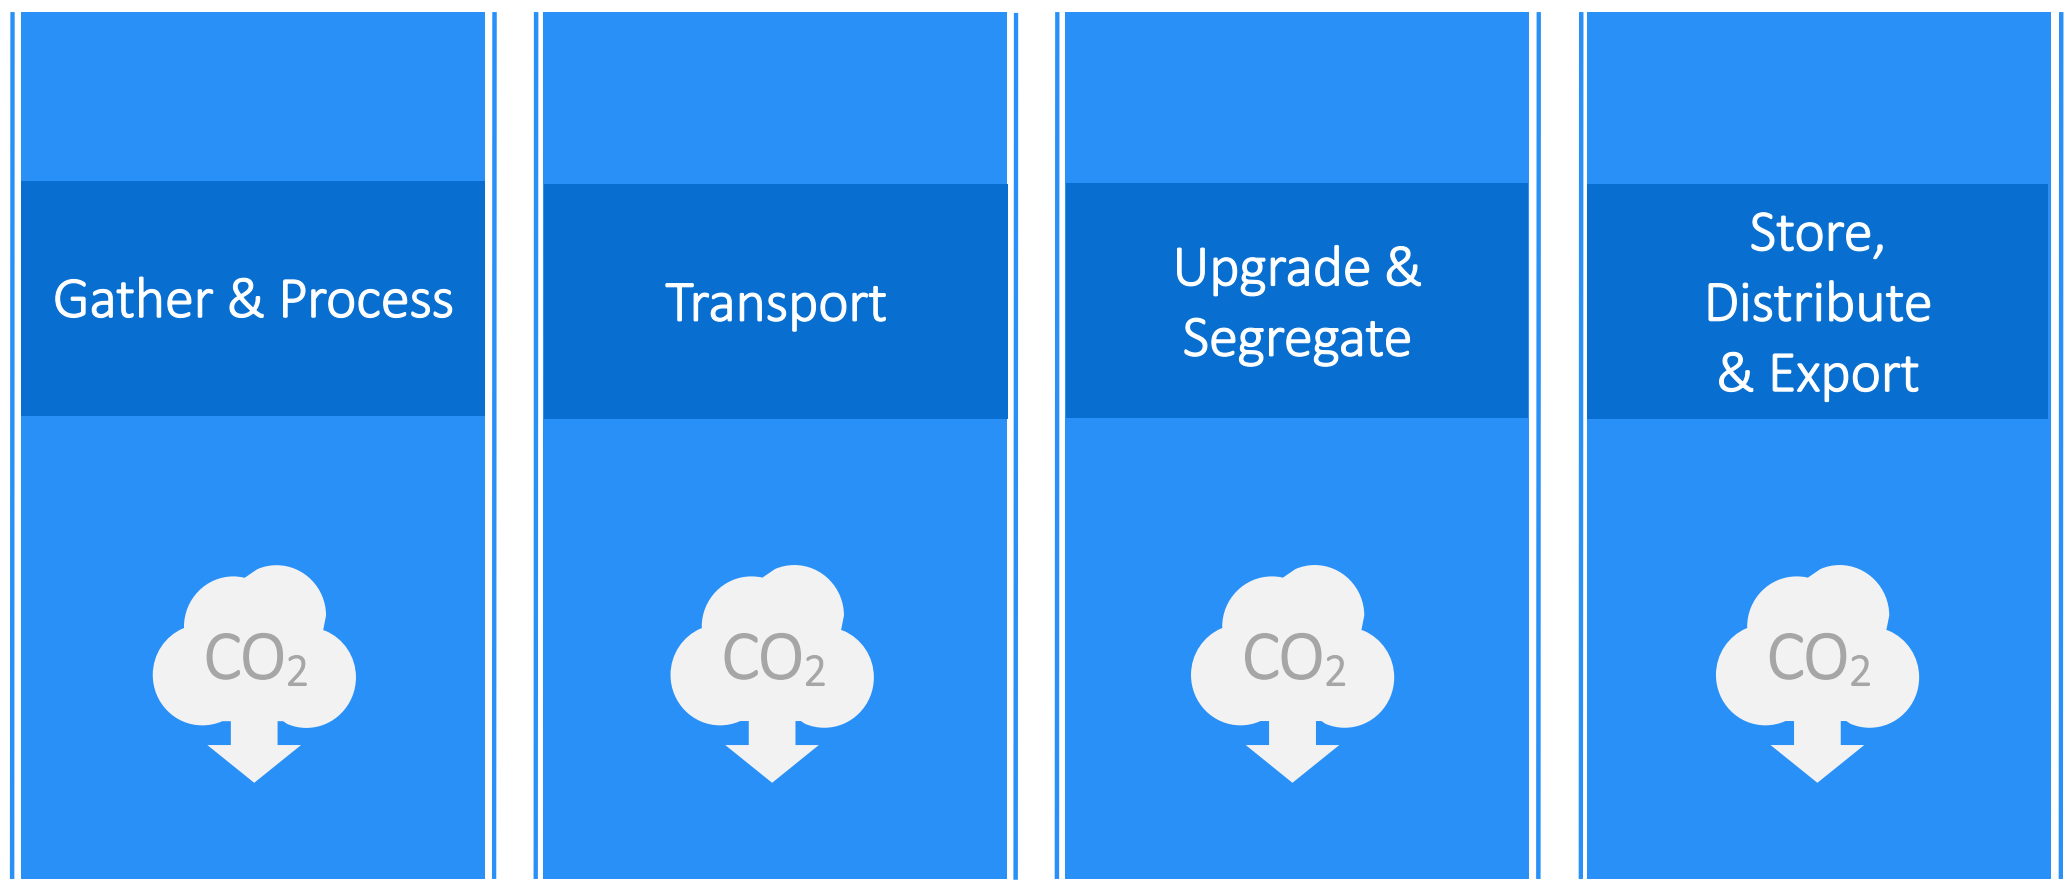 Gather & Process
Transport
Upgrade &
Segregate
Store,
Distribute
& Export
CO₂
CO₂
CO₂
CO₂